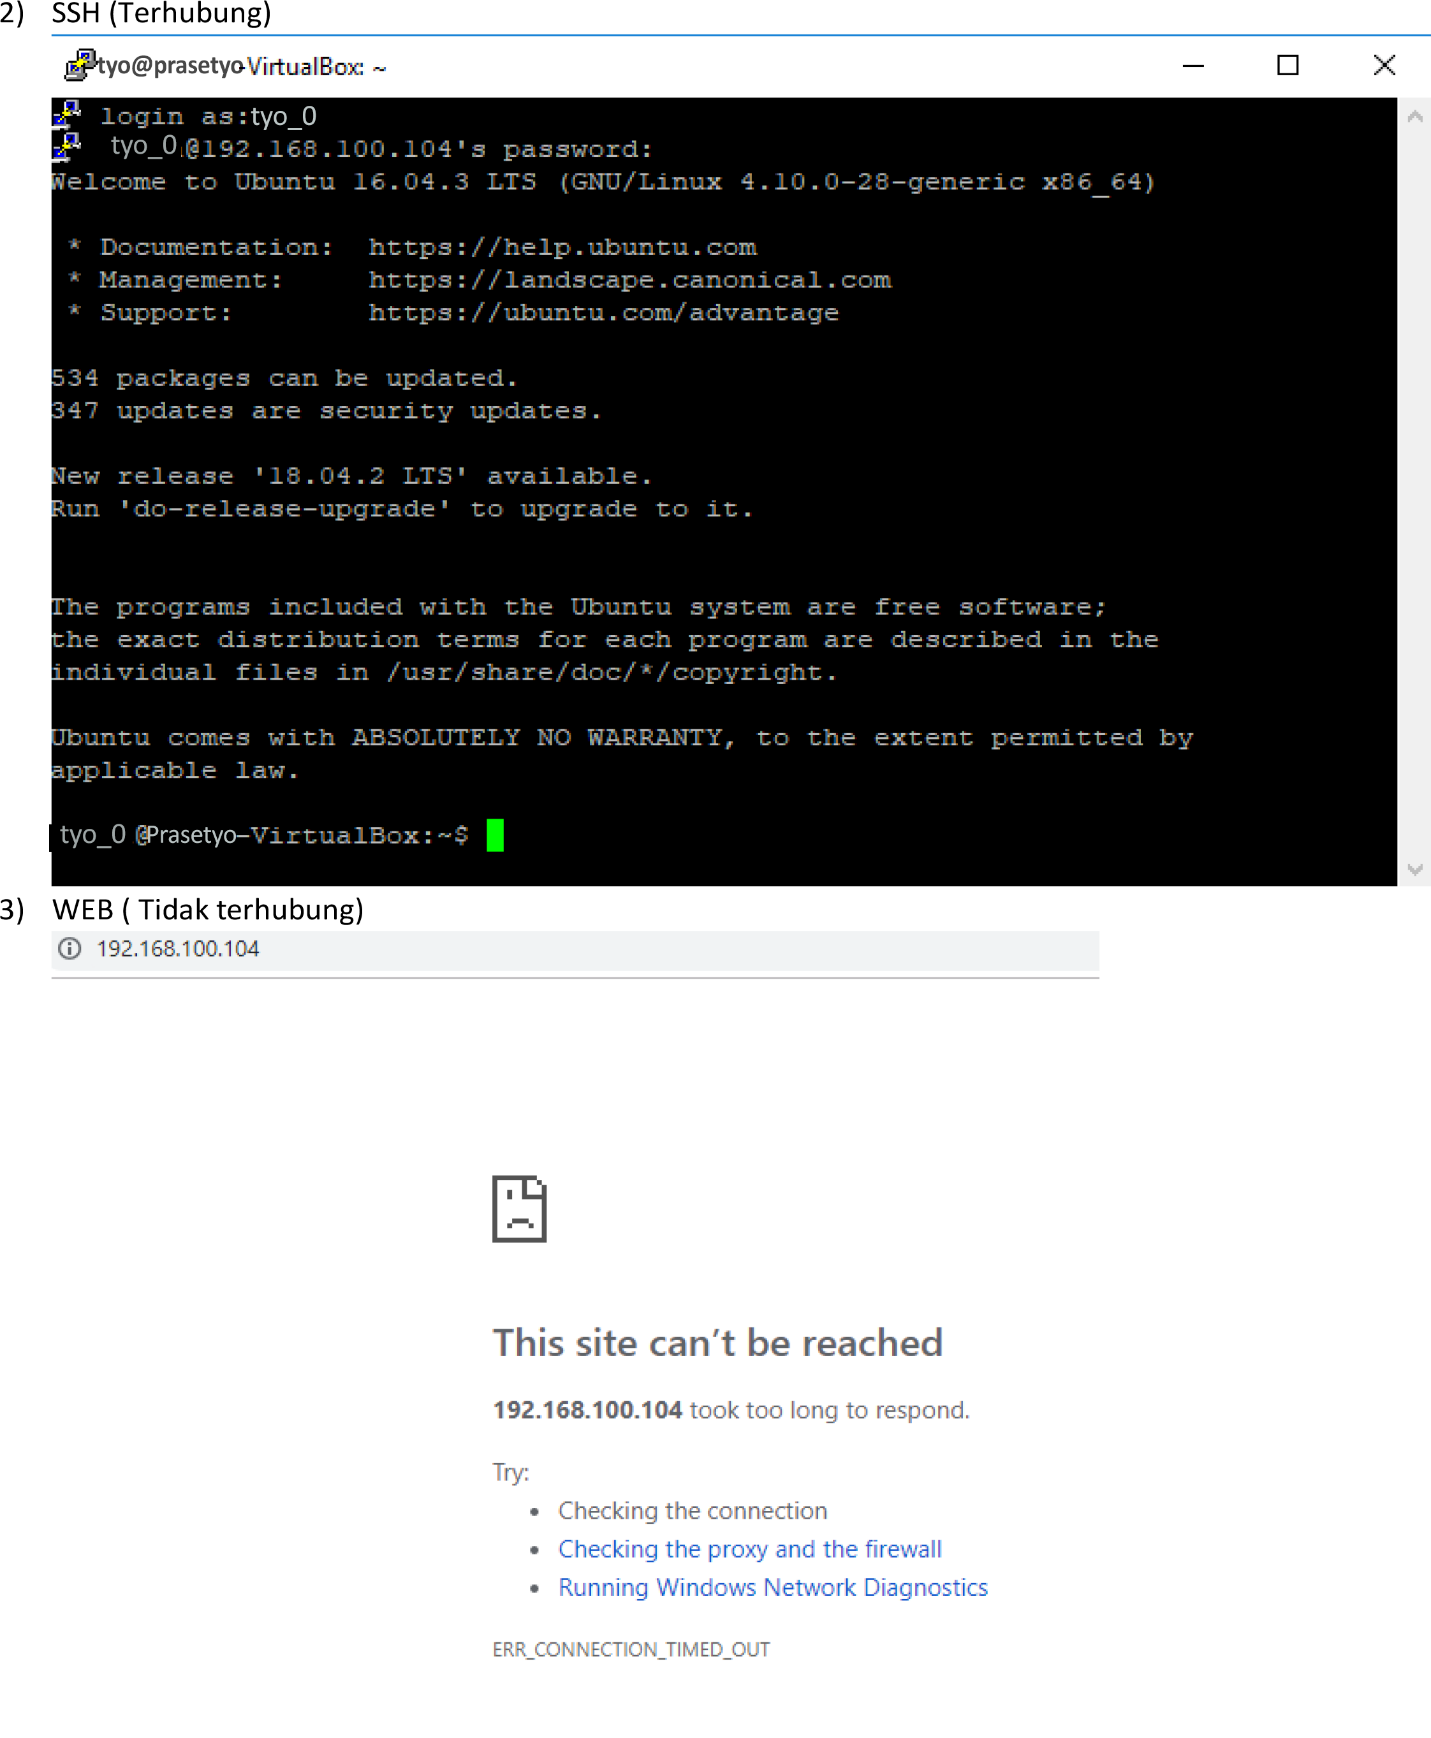 2) SSH (Terhubung)
tyo@prasetyo-VirtualBox: ~
login as:tyo_0
tyo_0 @192.168.100.104's password:
Welcome to Ubuntu 16.04.3 LTS (GNU/Linux 4.10.0-28-generic x86_64)
* Documentation: https://help.ubuntu.com
* Management: https://landscape.canonical.com
* Support: https://ubuntu.com/advantage
534 packages can be updated.
347 updates are security updates.
New release '18.04.2 LTS' available.
Run 'do-release-upgrade' to upgrade to it.
The programs included with the Ubuntu system are free software;
the exact distribution terms for each program are described in the
individual files in /usr/share/doc/*/copyright.
Ubuntu comes with ABSOLUTELY NO WARRANTY, to the extent permitted by
applicable law.
tyo_0 @Prasetyo-VirtualBox:~$
3) WEB ( Tidak terhubung)
192.168.100.104
This site can't be reached
192.168.100.104 took too long to respond.
Try:
• Checking the connection
• Checking the proxy and the firewall
• Running Windows Network Diagnostics
ERR_CONNECTION_TIMED_OUT